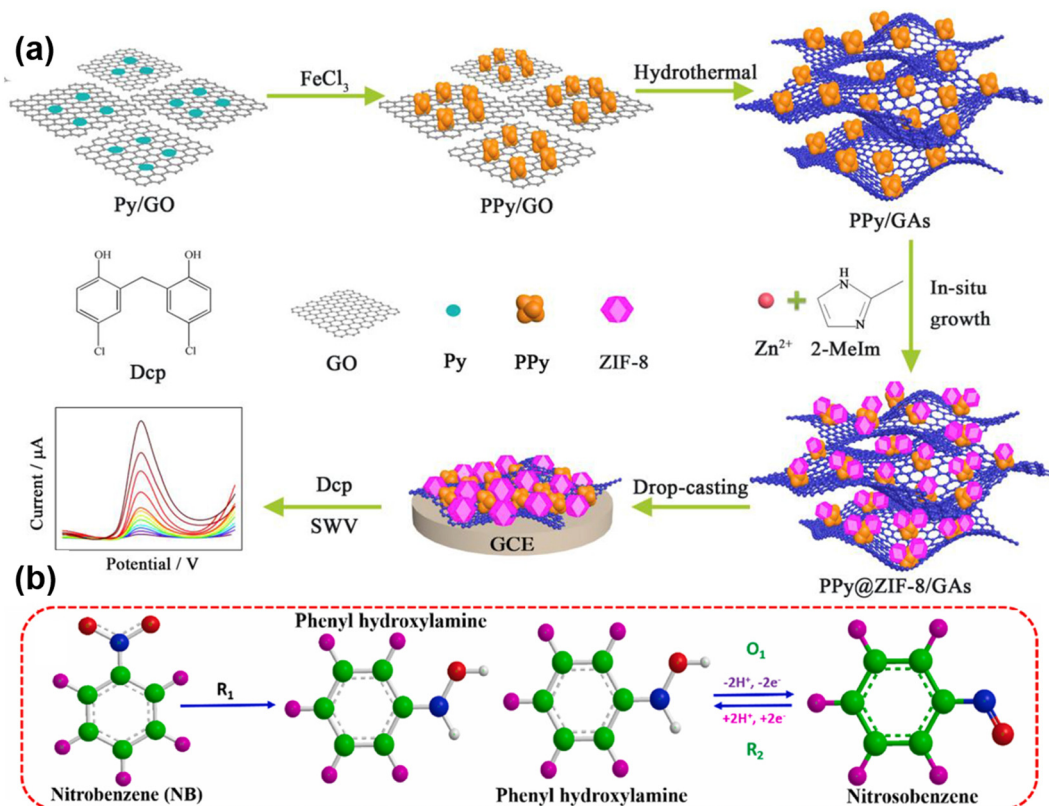 (a)
FeCl3
Hydrothermal
Py/GO
PPy/GO
PPy/GAs
OH
OH
Cl
Cl
Dcp
GO
Py
PPy
ZIF-8
H
N
N
Zn2+
2-MeIm
In-situ
growth
Current / μA
Potential / V
Dcp
SWV
GCE
Drop-casting
PPy@ZIF-8/GAs
(b)
Nitrobenzene (NB)
R1
Phenyl hydroxylamine
Phenyl hydroxylamine
O1
-2H+, -2e-
+2H+, +2e-
R2
Nitrosobenzene